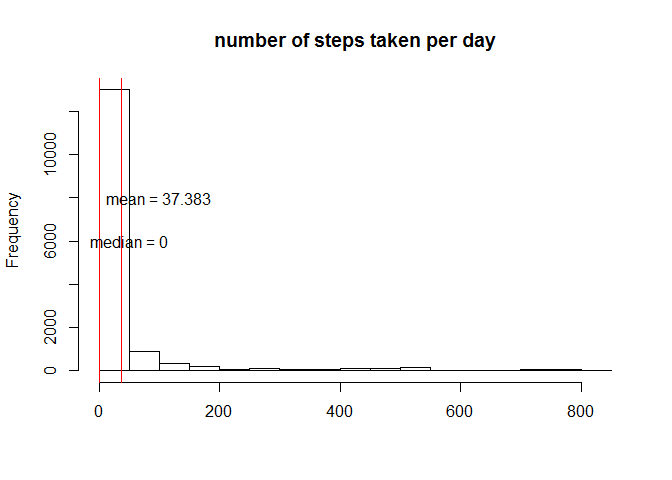 number of steps taken per day
Frequency
10000
6000
2000
0
mean = 37.383
median = 0
0 200 400 600 800